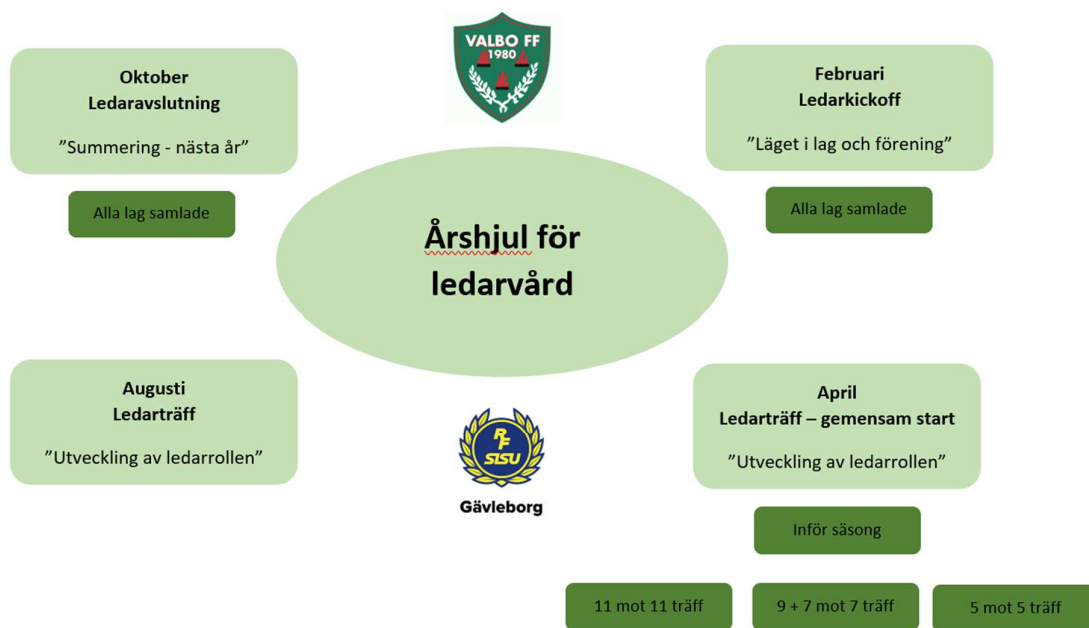 VALBO FF
1980
Oktober
Ledaravslutning
”Summering - nästa år”
Alla lag samlade
Februari
Ledarkickoff
”Läget i lag och förening”
Alla lag samlade
Årshjul för
ledarvård
Augusti
Ledarträff
”Utveckling av ledarrollen”
RF
SISU
Gävleborg
April
Ledarträff – gemensam start
”Utveckling av ledarrollen”
Inför säsong
11 mot 11 träff
9 + 7 mot 7 träff
5 mot 5 träff